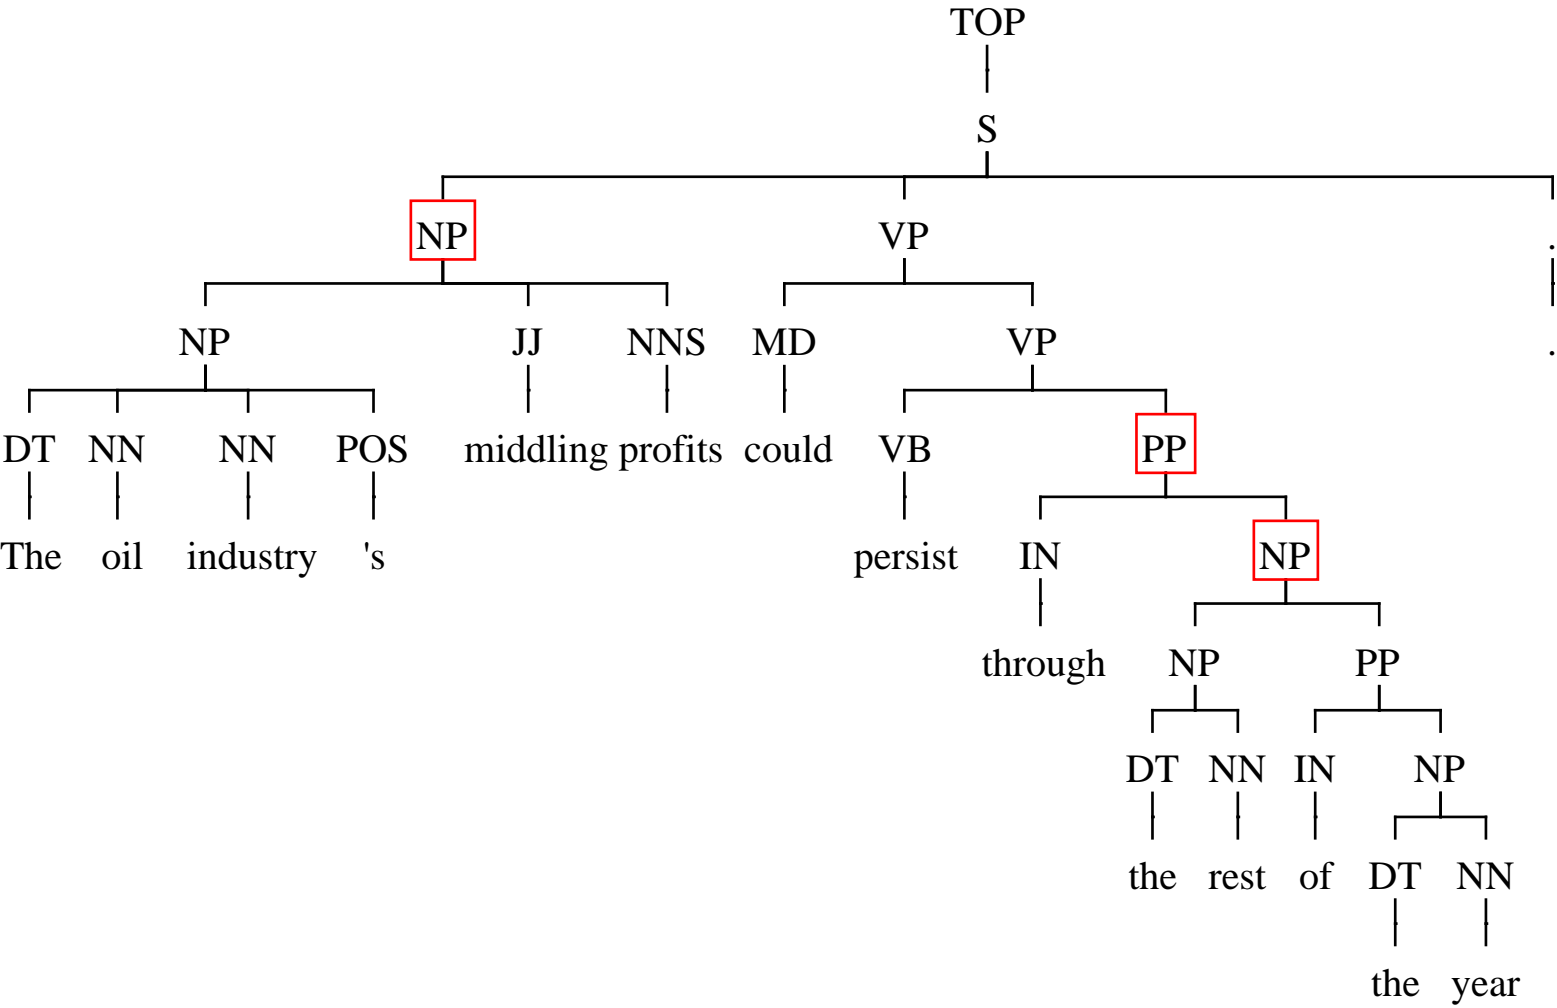 TOP
S
NP VP .
NP JJ NNS MD VP .
DT NN NN POS middling profits could VB PP
The oil industry 's persist IN NP
through NP PP
DT NN IN NP
the rest of DT NN
the year